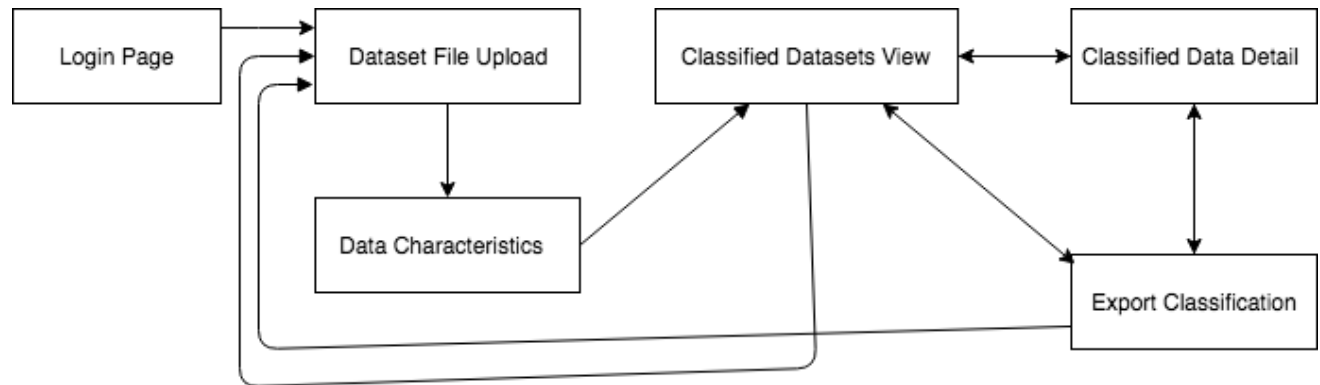 Login Page
Dataset File Upload
Classified Datasets View
Classified Data Detail
Data Characteristics
Export Classification